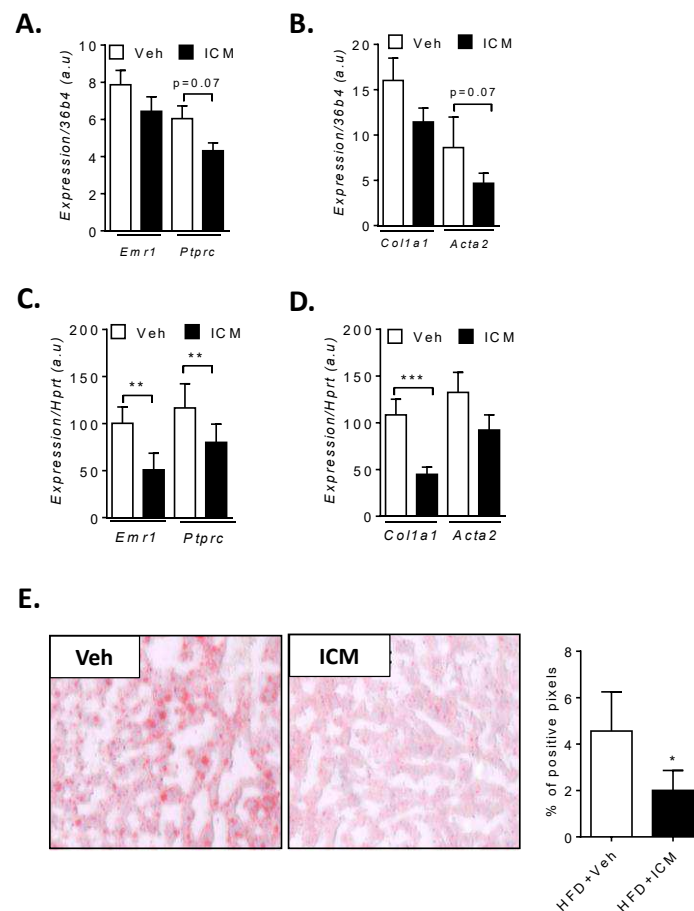 A.
Expression/36b4 (a.u)
10
8
6
4
2
0
Veh ICM
p=0.07
Emr1 Ptprc
B.
Expression/36b4 (a.u)
20
15
10
5
0
Veh ICM
p=0.07
Col1a1 Acta2
C.
Expression/Hprt (a.u)
200
150
100
50
0
Veh ICM
** **
Emr1 Ptprc
D.
Expression/Hprt (a.u)
200
150
100
50
0
Veh ICM
***
Col1a1 Acta2
E.
Veh
ICM
% of positive pixels
8
6
4
2
0
*
HFD+Veh HFD+ICM